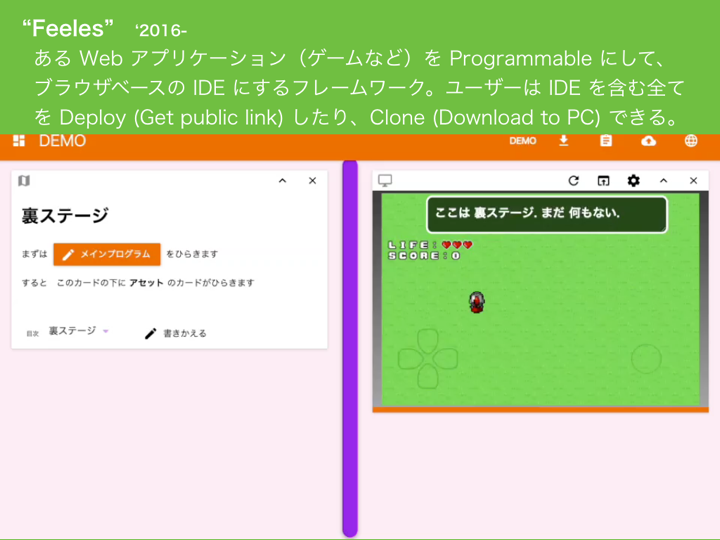 “Feeles” ‘2016-
ある Web アプリケーション（ゲームなど）を Programmable にして、
ブラウザベースの IDE にするフレームワーク。ユーザーは IDE を含む全て
を Deploy (Get public link) したり、Clone (Download to PC) できる。
DEMO
DEMO
裏ステージ
まずは メインプログラム をひらきます
すると このカードの下に アセット のカードがひらきます
目次 裏ステージ 書きかえる
ここは 裏ステージ. まだ 何もない.
LIFE:
SCORE:0